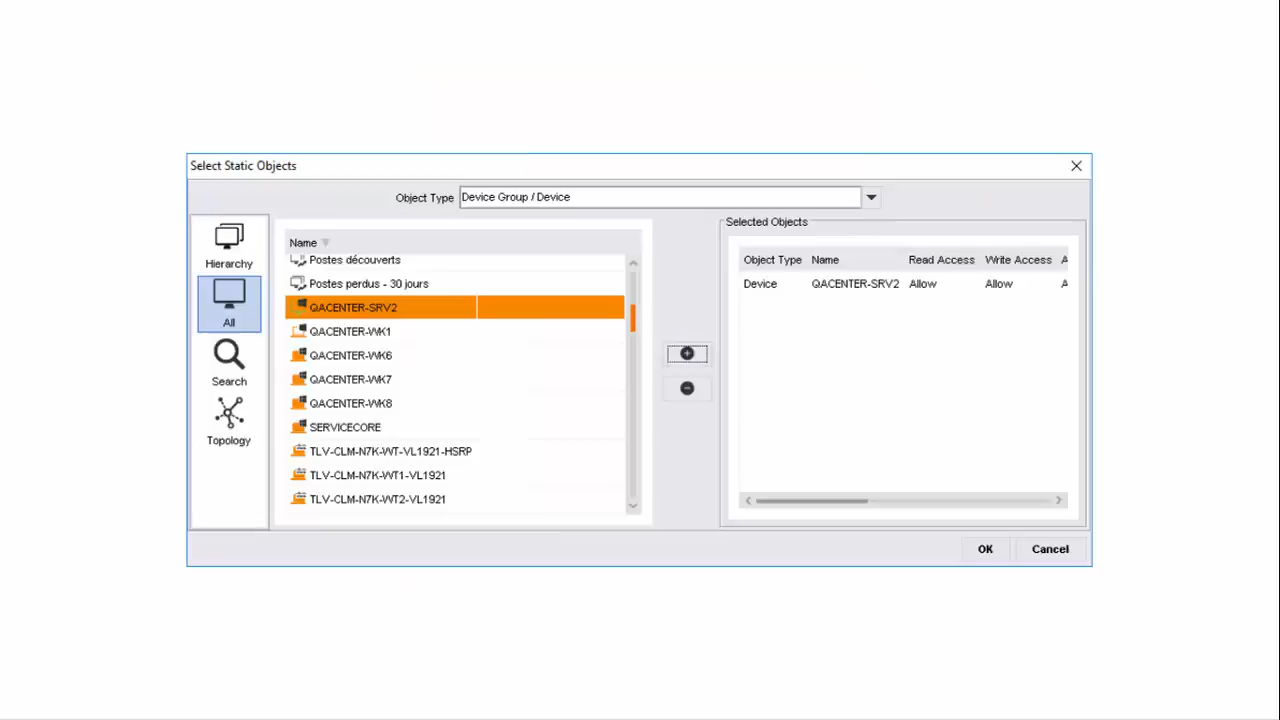 Select Static Objects
Object Type Device Group / Device
Hierarchy
All
Search
Topology
Name
Postes découverts
Postes perdus - 30 jours
QACENTER-SRV2
QACENTER-WK1
QACENTER-WK6
QACENTER-WK7
QACENTER-WK8
SERVICECORE
TLV-CLM-N7K-WT-VL1921-HSRP
TLV-CLM-N7K-WT1-VL1921
TLV-CLM-N7K-WT2-VL1921
Selected Objects
Object Type Name Read Access Write Access A
Device QACENTER-SRV2 Allow Allow A
OK Cancel